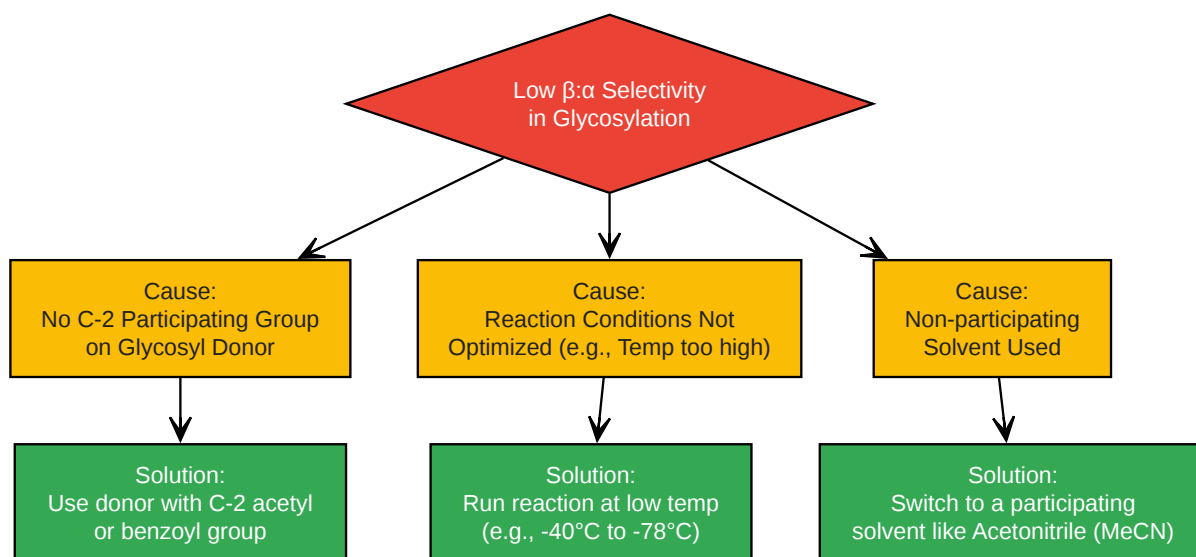 Low β:α Selectivity
in Glycosylation
Cause:
No C-2 Participating Group
on Glycosyl Donor
Cause:
Reaction Conditions Not
Optimized (e.g., Temp too high)
Cause:
Non-participating
Solvent Used
Solution:
Use donor with C-2 acetyl
or benzoyl group
Solution:
Run reaction at low temp
(e.g., -40°C to -78°C)
Solution:
Switch to a participating
solvent like Acetonitrile (MeCN)